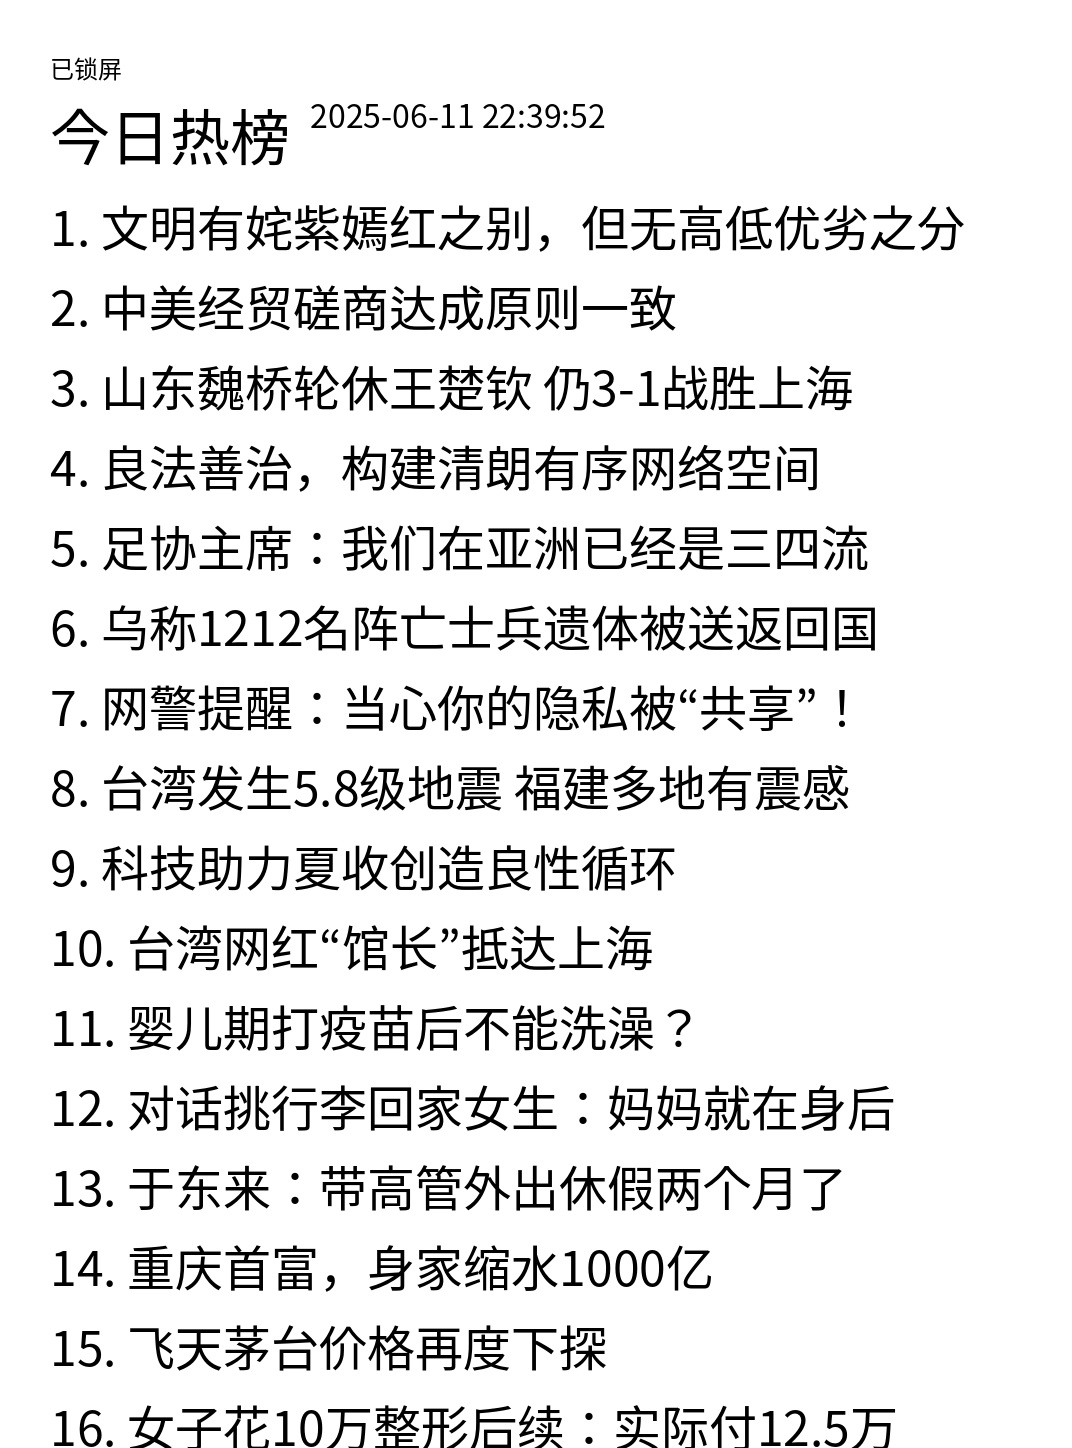 已锁屏
今日热榜 2025-06-11 22:39:52
1. 文明有姹紫嫣红之别，但无高低优劣之分
2. 中美经贸磋商达成原则一致
3. 山东魏桥轮休王楚钦 仍3-1战胜上海
4. 良法善治，构建清朗有序网络空间
5. 足协主席：我们在亚洲已经是三四流
6. 乌称1212名阵亡士兵遗体被送返回国
7. 网警提醒：当心你的隐私被“共享”！
8. 台湾发生5.8级地震 福建多地有震感
9. 科技助力夏收创造良性循环
10. 台湾网红“馆长”抵达上海
11. 婴儿期打疫苗后不能洗澡？
12. 对话挑行李回家女生：妈妈就在身后
13. 于东来：带高管外出休假两个月了
14. 重庆首富，身家缩水1000亿
15. 飞天茅台价格再度下探
16. 女子花10万整形后续：实际付12.5万